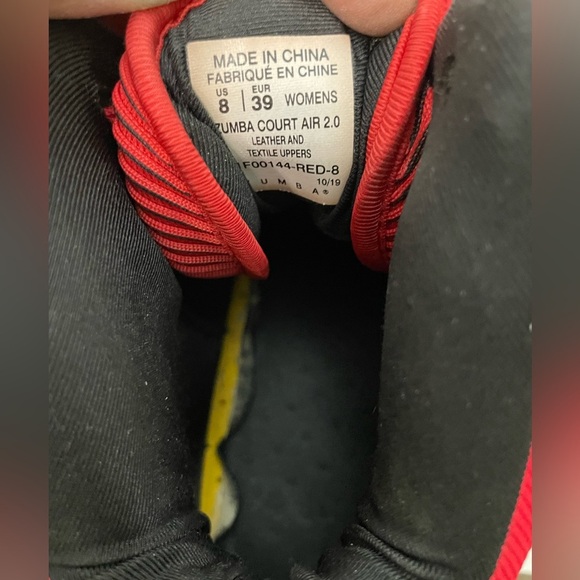 MADE IN CHINA
FABRIQUÉ EN CHINE
US EUR
8 39 WOMENS
ZUMBA COURT AIR 2.0
LEATHER AND
TEXTILE UPPERS
F00144-RED-8
UMBA® 10/19